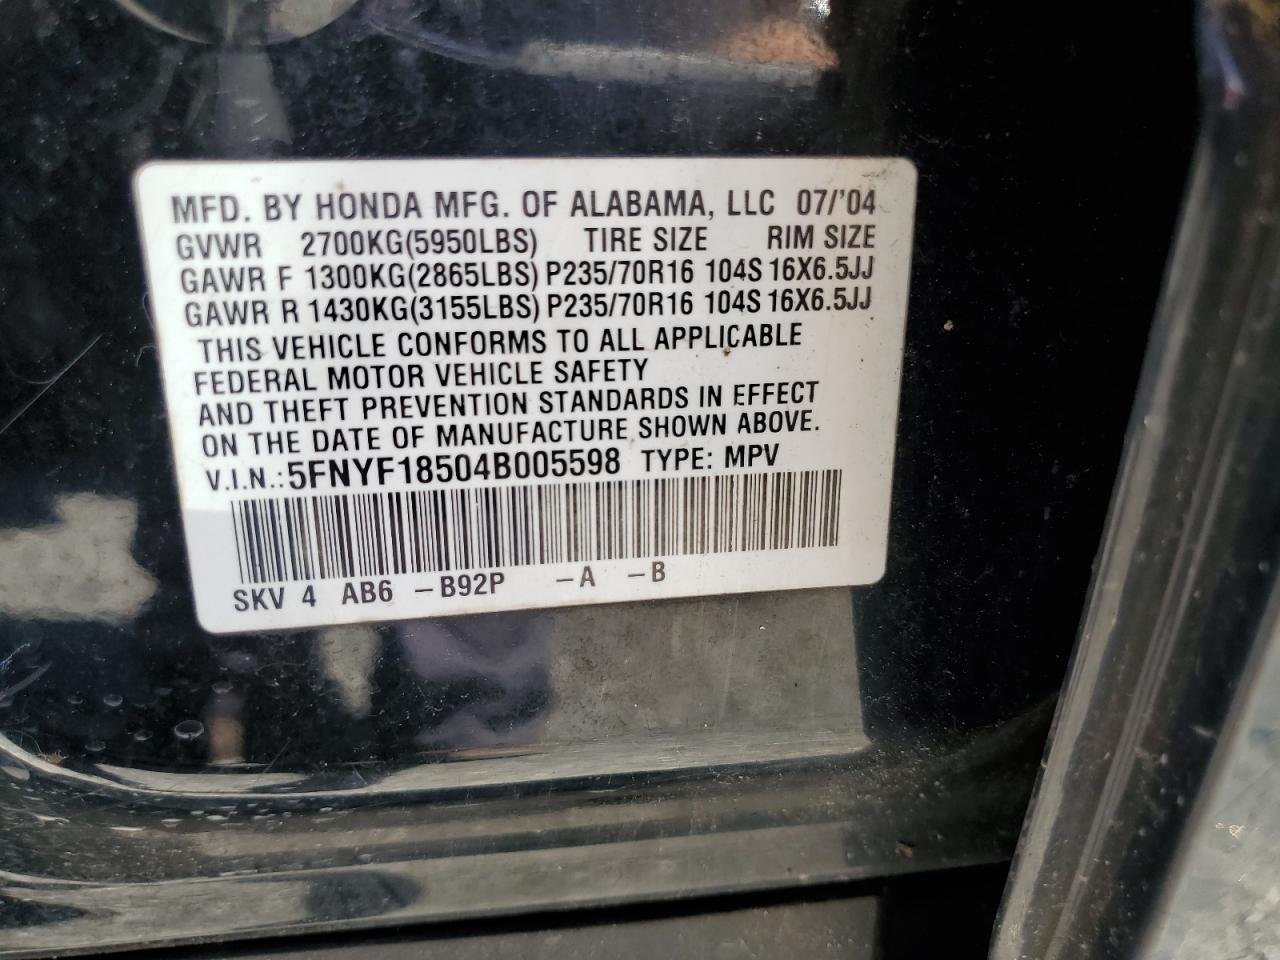 MFD. BY HONDA MFG. OF ALABAMA, LLC 07/'04
GVWR 2700KG(5950LBS) TIRE SIZE RIM SIZE
GAWR F 1300KG(2865LBS) P235/70R16 104S 16X6.5JJ
GAWR R 1430KG(3155LBS) P235/70R16 104S 16X6.5JJ
THIS VEHICLE CONFORMS TO ALL APPLICABLE
FEDERAL MOTOR VEHICLE SAFETY
AND THEFT PREVENTION STANDARDS IN EFFECT
ON THE DATE OF MANUFACTURE SHOWN ABOVE.
V.I.N.: 5FNYF18504B005598 TYPE: MPV
SKV 4 AB6 -B92P -A -B